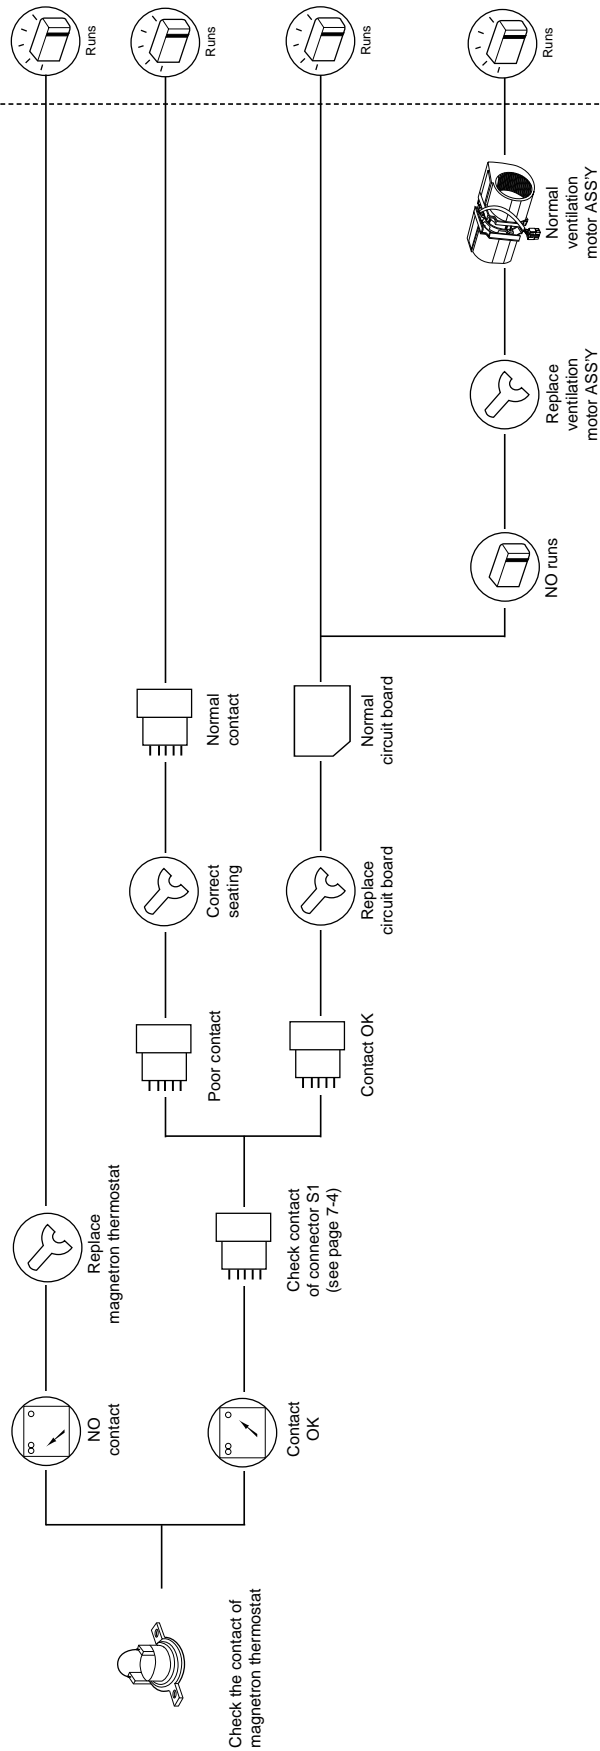 Check the contact of
magnetron thermostat
NO
contact
Replace
magnetron thermostat
Runs
Contact
OK
Check contact
of connector S1
(see page 7-4)
Poor contact
Correct
seating
Normal
contact
Runs
Contact OK
Replace
circuit board
Normal
circuit board
Runs
NO runs
Replace
ventilation
motor ASS'Y
Normal
ventilation
motor ASS'Y
Runs